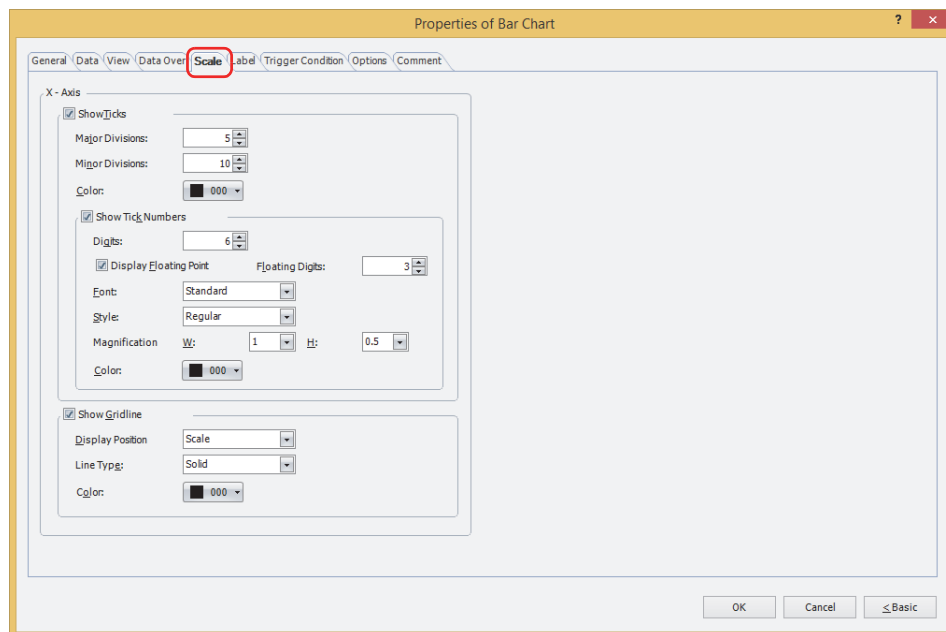 Properties of Bar Chart
?
General Data View Data Over Scale abel Trigger Condition Options Comment
X - Axis
Show Ticks
Major Divisions: 5
Minor Divisions: 10
Color: 000
Show Tick Numbers
Digits: 6
Display Floating Point Floating Digits: 3
Font: Standard
Style: Regular
Magnification W: 1 H: 0.5
Color: 000
Show Gridline
Display Position Scale
Line Type: Solid
Color: 000
OK Cancel < Basic